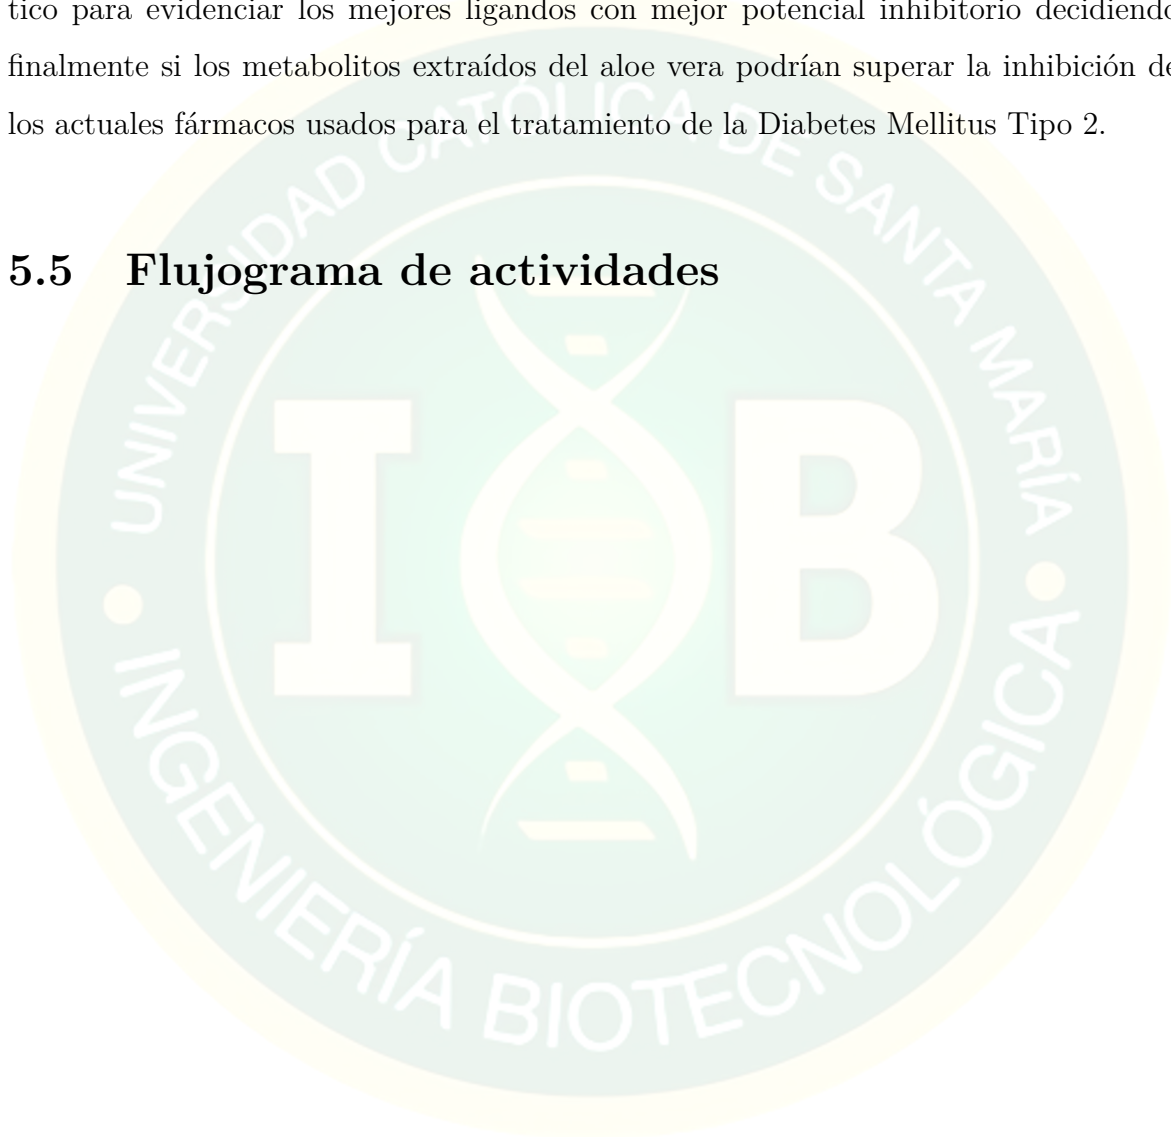 tico para evidenciar los mejores ligandos con mejor potencial inhibitorio decidiendo
finalmente si los metabolitos extraídos del aloe vera podrían superar la inhibición de
los actuales fármacos usados para el tratamiento de la Diabetes Mellitus Tipo 2.
5.5 Flujograma de actividades
UNIVERSIDAD CATÓLICA DE SANTA MARÍA
I B
INGENIERÍA BIOTECNOLÓGICA